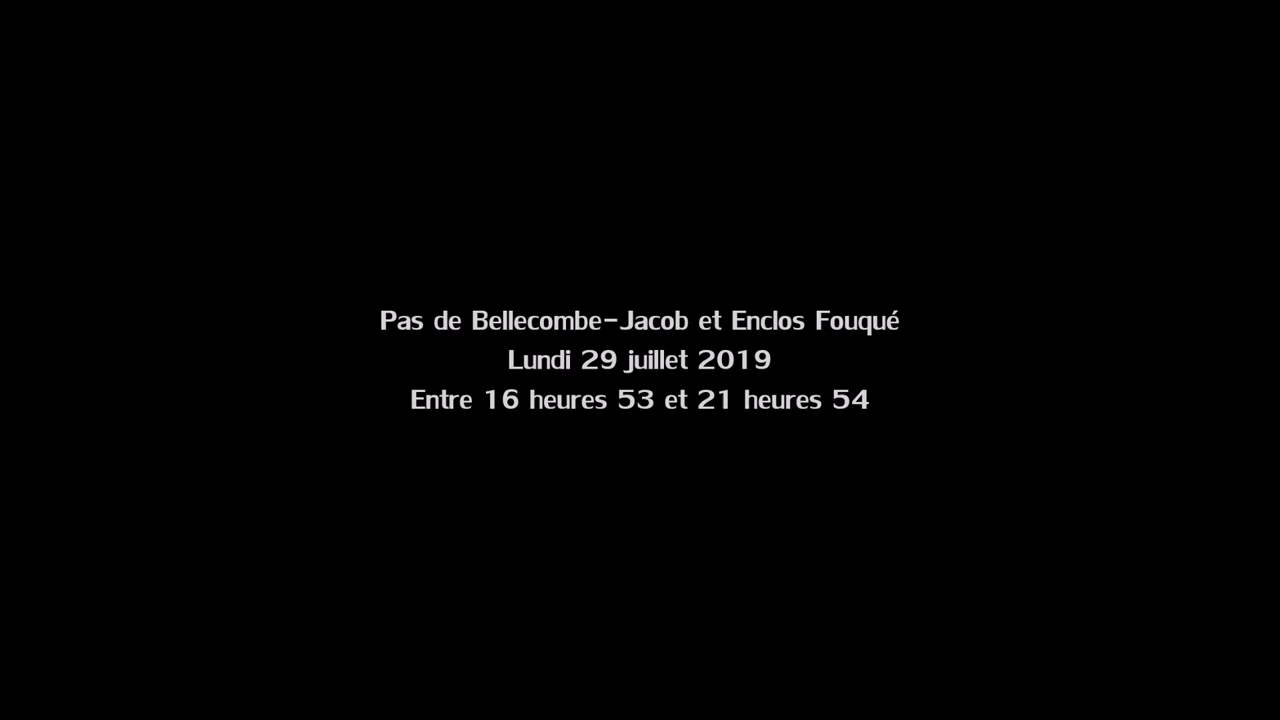 Pas de Bellecombe-Jacob et Enclos Fouqué
Lundi 29 juillet 2019
Entre 16 heures 53 et 21 heures 54